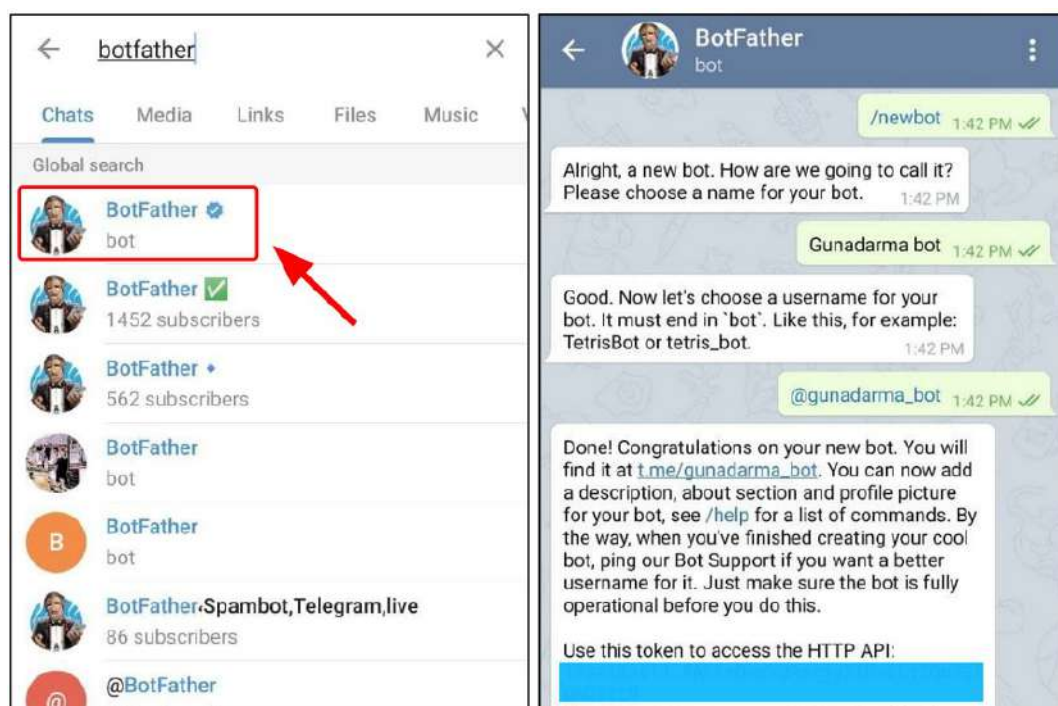 botfather
Chats Media Links Files Music
Global search
BotFather
bot
BotFather ✅
1452 subscribers
BotFather
562 subscribers
BotFather
bot
B
BotFather
bot
BotFather Spambot,Telegram,live
86 subscribers
@
@BotFather
BotFather
bot
/newbot 1:42 PM
Alright, a new bot. How are we going to call it?
Please choose a name for your bot. 1:42 PM
Gunadarma bot 1:42 PM
Good. Now let's choose a username for your
bot. It must end in `bot`. Like this, for example:
TetrisBot or tetris_bot. 1:42 PM
@gunadarma_bot 1:42 PM
Done! Congratulations on your new bot. You will
find it at t.me/gunadarma_bot. You can now add
a description, about section and profile picture
for your bot, see /help for a list of commands. By
the way, when you've finished creating your cool
bot, ping our Bot Support if you want a better
username for it. Just make sure the bot is fully
operational before you do this.
Use this token to access the HTTP API: